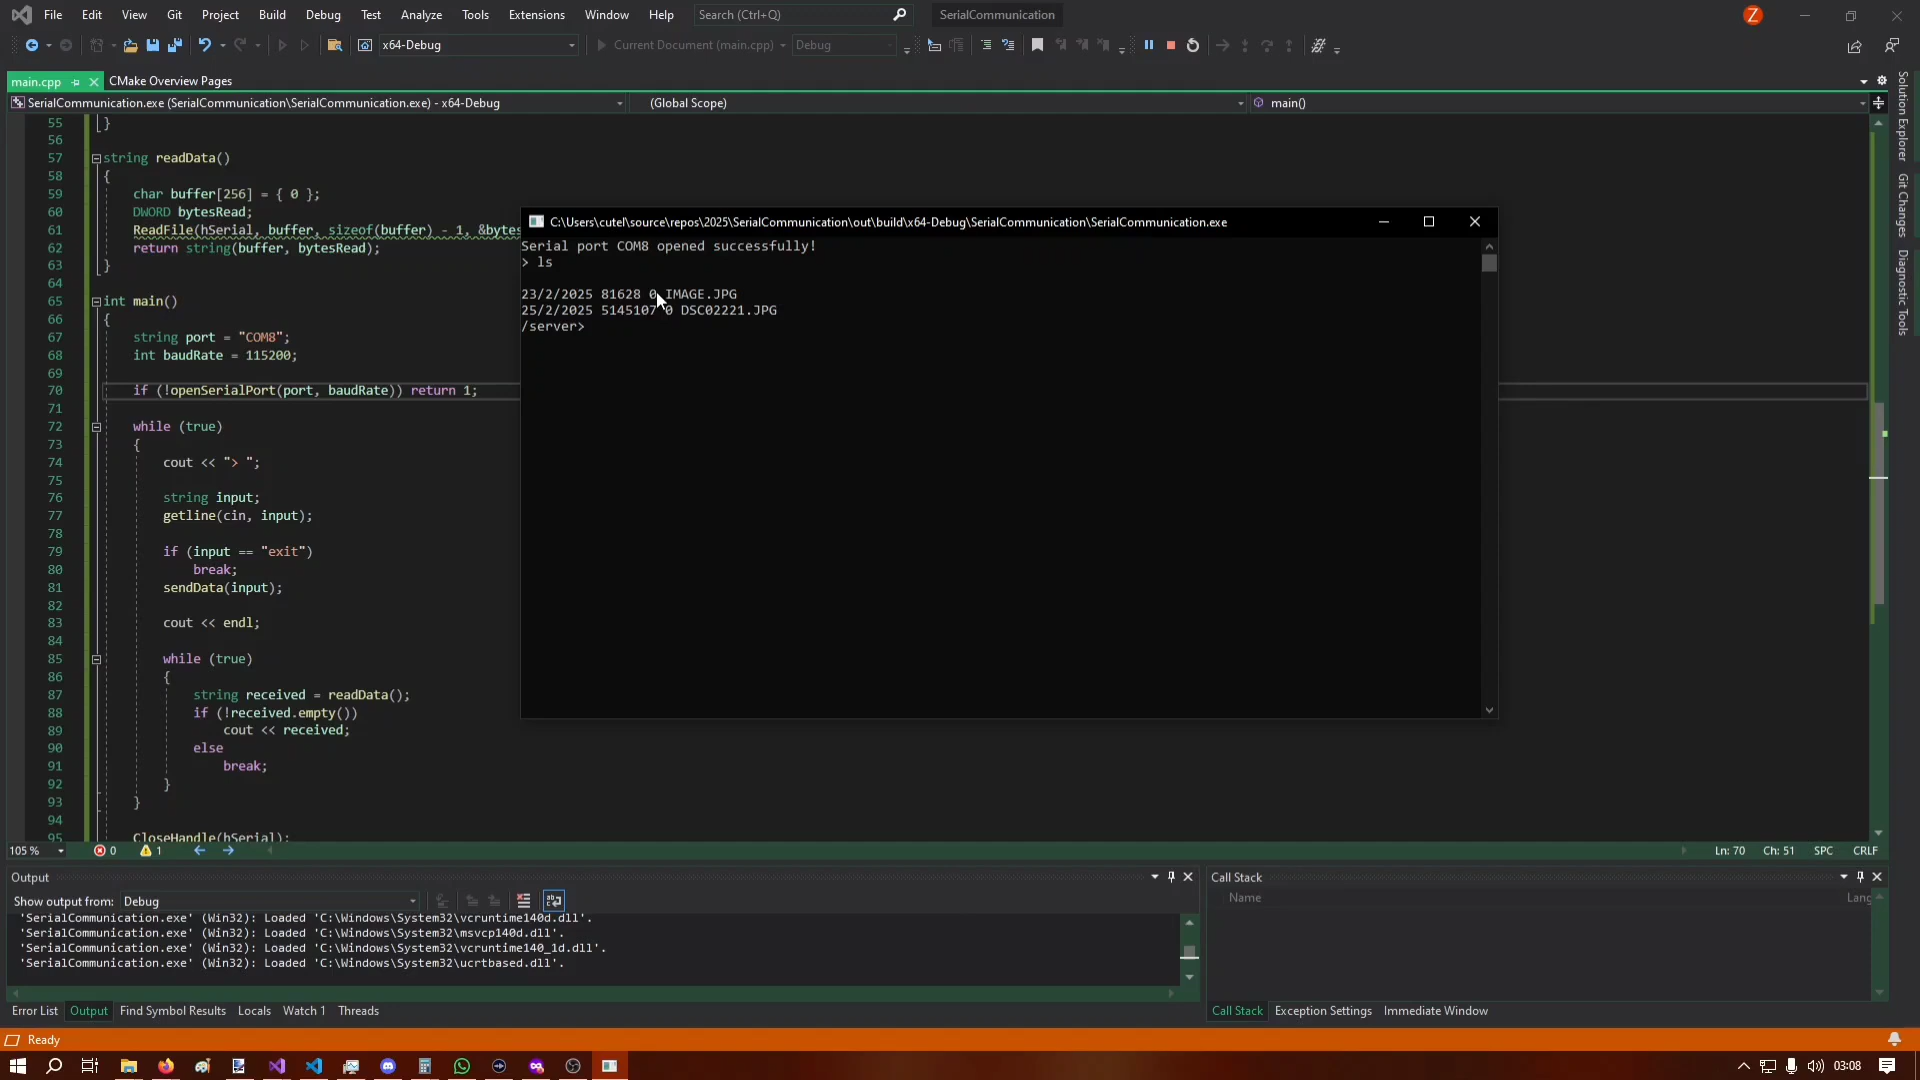 File Edit View Git Project Build Debug Test Analyze Tools Extensions Window Help Search (Ctrl+Q) SerialCommunication Z
x64-Debug Current Document (main.cpp) Debug
main.cpp CMake Overview Pages
SerialCommunication.exe (SerialCommunication\SerialCommunication.exe) - x64-Debug (Global Scope) main()
55 }
56
57 string readData()
58 {
59 char buffer[256] = { 0 };
60 DWORD bytesRead;
61 ReadFile(hSerial, buffer, sizeof(buffer) - 1, &bytes
62 return string(buffer, bytesRead);
63 }
64
65 int main()
66 {
67 string port = "COM8";
68 int baudRate = 115200;
69
70 if (!openSerialPort(port, baudRate)) return 1;
71
72 while (true)
73 {
74 cout << "> ";
75
76 string input;
77 getline(cin, input);
78
79 if (input == "exit")
80 break;
81 sendData(input);
82
83 cout << endl;
84
85 while (true)
86 {
87 string received = readData();
88 if (!received.empty())
89 cout << received;
90 else
91 break;
92 }
93 }
94
95 CloseHandle(hSerial);
C:\Users\cutel\source\repos\2025\SerialCommunication\out\build\x64-Debug\SerialCommunication\SerialCommunication.exe
Serial port COM8 opened successfully!
> ls
23/2/2025 81628 0 IMAGE.JPG
25/2/2025 5145107 0 DSC02221.JPG
/server>
Solution Explorer
Git Changes
Diagnostic Tools
105 % 0 1 Ln: 70 Ch: 51 SPC CRLF
Output
Show output from: Debug
'SerialCommunication.exe' (Win32): Loaded 'C:\Windows\System32\vcruntime140d.dll'.
'SerialCommunication.exe' (Win32): Loaded 'C:\Windows\System32\msvcp140d.dll'.
'SerialCommunication.exe' (Win32): Loaded 'C:\Windows\System32\vcruntime140_1d.dll'.
'SerialCommunication.exe' (Win32): Loaded 'C:\Windows\System32\ucrtbased.dll'.
Call Stack
Name Lang
Error List Output Find Symbol Results Locals Watch 1 Threads
Call Stack Exception Settings Immediate Window
Ready
03:08